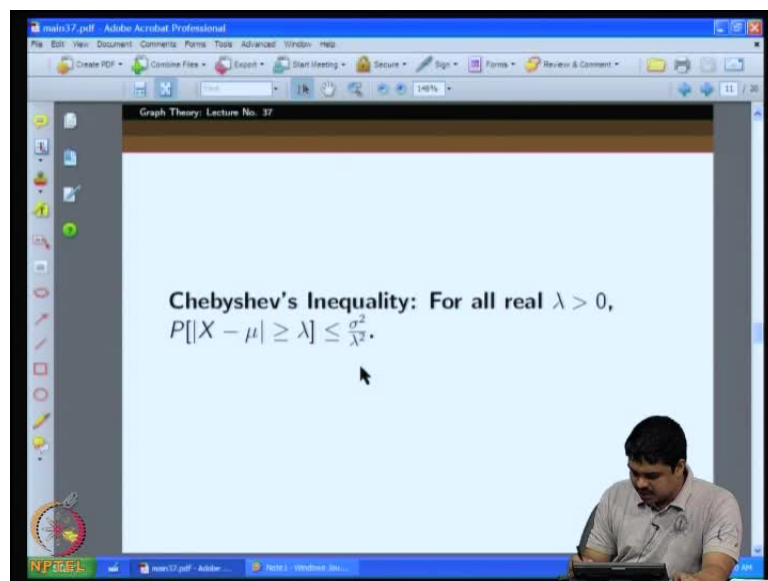 main37.pdf - Adobe Acrobat Professional
File Edit View Document Comments Forms Tools Advanced Window Help
Create PDF Combine Files Export Start Meeting Secure Sign Forms Review & Comment
146% 11 /
Graph Theory: Lecture No. 37
Chebyshev's Inequality: For all real λ > 0,
P[|X − μ| ≥ λ] ≤ σ²/λ².
NPTEL main37.pdf - Adobe ... Note1 - Windows Jou... AM